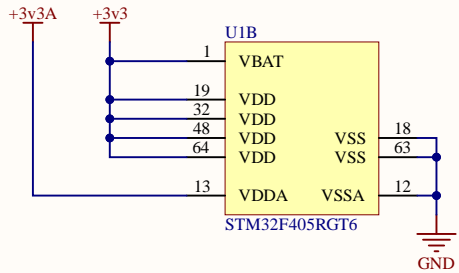 +3v3A +3v3
U1B
1 VBAT
19 VDD
32 VDD
48 VDD VSS 18
64 VDD VSS 63
13 VDDA VSSA 12
STM32F405RGT6
GND